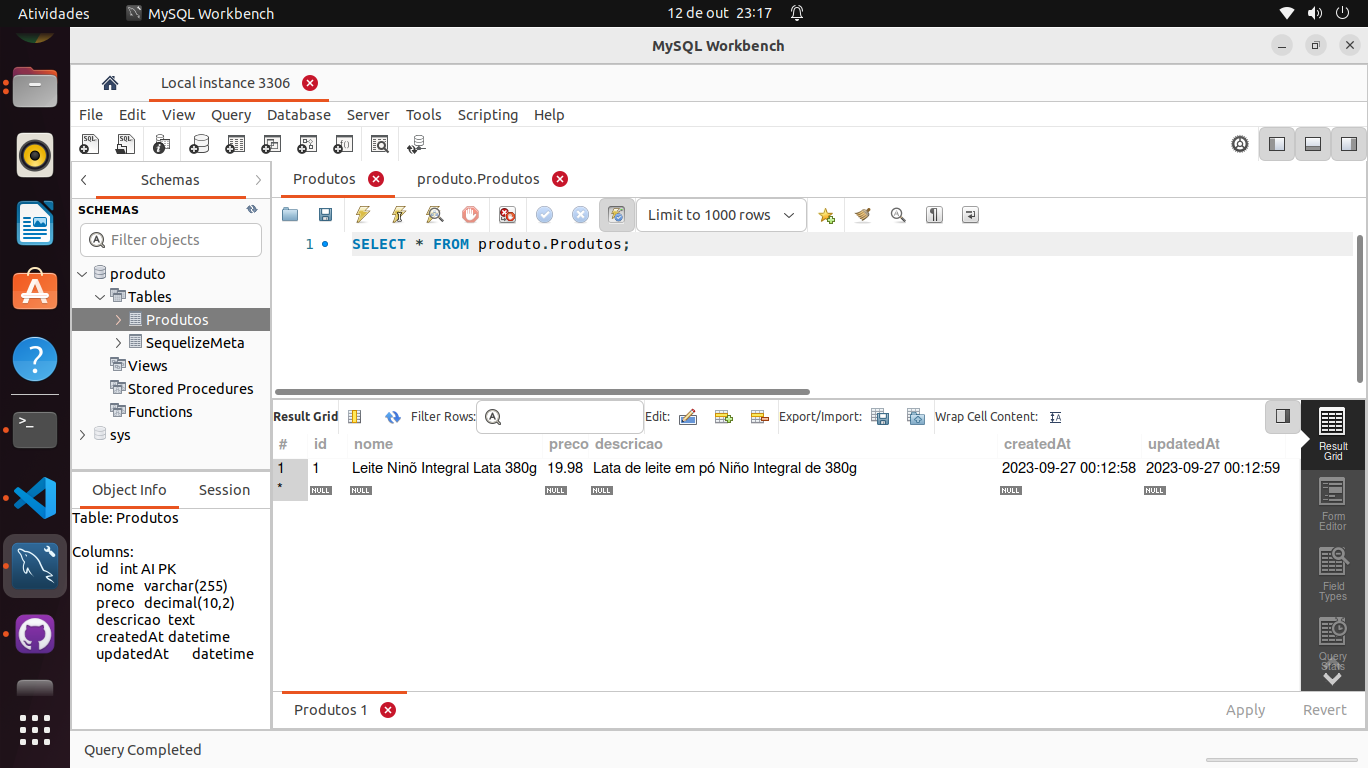 Atividades MySQL Workbench 12 de out 23:17
MySQL Workbench
Local instance 3306
File Edit View Query Database Server Tools Scripting Help
Schemas
SCHEMAS
Filter objects
produto
Tables
Produtos
SequelizeMeta
Views
Stored Procedures
Functions
sys
Object Info Session
Table: Produtos
Columns:
id int AI PK
nome varchar(255)
preco decimal(10,2)
descricao text
createdAt datetime
updatedAt datetime
Produtos produto.Produtos
Limit to 1000 rows
1 SELECT * FROM produto.Produtos;
Result Grid Filter Rows: Edit: Export/Import: Wrap Cell Content:
# id nome preco descricao createdAt updatedAt
1 1 Leite Ninõ Integral Lata 380g 19.98 Lata de leite em pó Niño Integral de 380g 2023-09-27 00:12:58 2023-09-27 00:12:59
* NULL NULL NULL NULL NULL NULL
Result
Grid
Form
Editor
Field
Types
Query
Stats
Produtos 1 Apply Revert
Query Completed